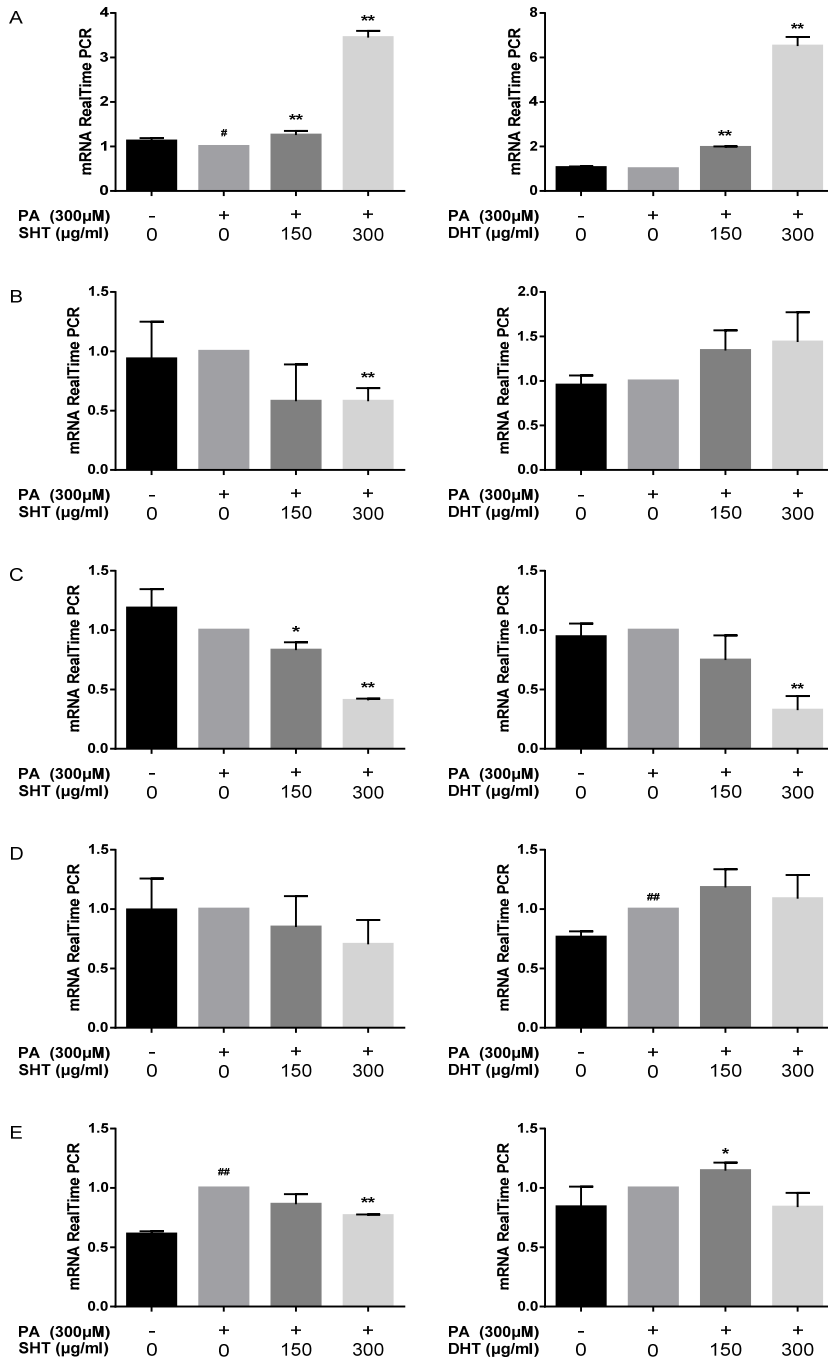 A
mRNA RealTime PCR
4
3
2
1
0
#
**
**
PA (300µM) - + + +
SHT (µg/ml) 0 0 150 300
mRNA RealTime PCR
8
6
4
2
0
**
**
PA (300µM) - + + +
DHT (µg/ml) 0 0 150 300
B
mRNA RealTime PCR
1.5
1.0
0.5
0.0
**
PA (300µM) - + + +
SHT (µg/ml) 0 0 150 300
mRNA RealTime PCR
2.0
1.5
1.0
0.5
0.0
PA (300µM) - + + +
DHT (µg/ml) 0 0 150 300
C
mRNA RealTime PCR
1.5
1.0
0.5
0.0
*
**
PA (300µM) - + + +
SHT (µg/ml) 0 0 150 300
mRNA RealTime PCR
1.5
1.0
0.5
0.0
**
PA (300µM) - + + +
DHT (µg/ml) 0 0 150 300
D
mRNA RealTime PCR
1.5
1.0
0.5
0.0
PA (300µM) - + + +
SHT (µg/ml) 0 0 150 300
mRNA RealTime PCR
1.5
1.0
0.5
0.0
##
PA (300µM) - + + +
DHT (µg/ml) 0 0 150 300
E
mRNA RealTime PCR
1.5
1.0
0.5
0.0
##
**
PA (300µM) - + + +
SHT (µg/ml) 0 0 150 300
mRNA RealTime PCR
1.5
1.0
0.5
0.0
*
PA (300µM) - + + +
DHT (µg/ml) 0 0 150 300